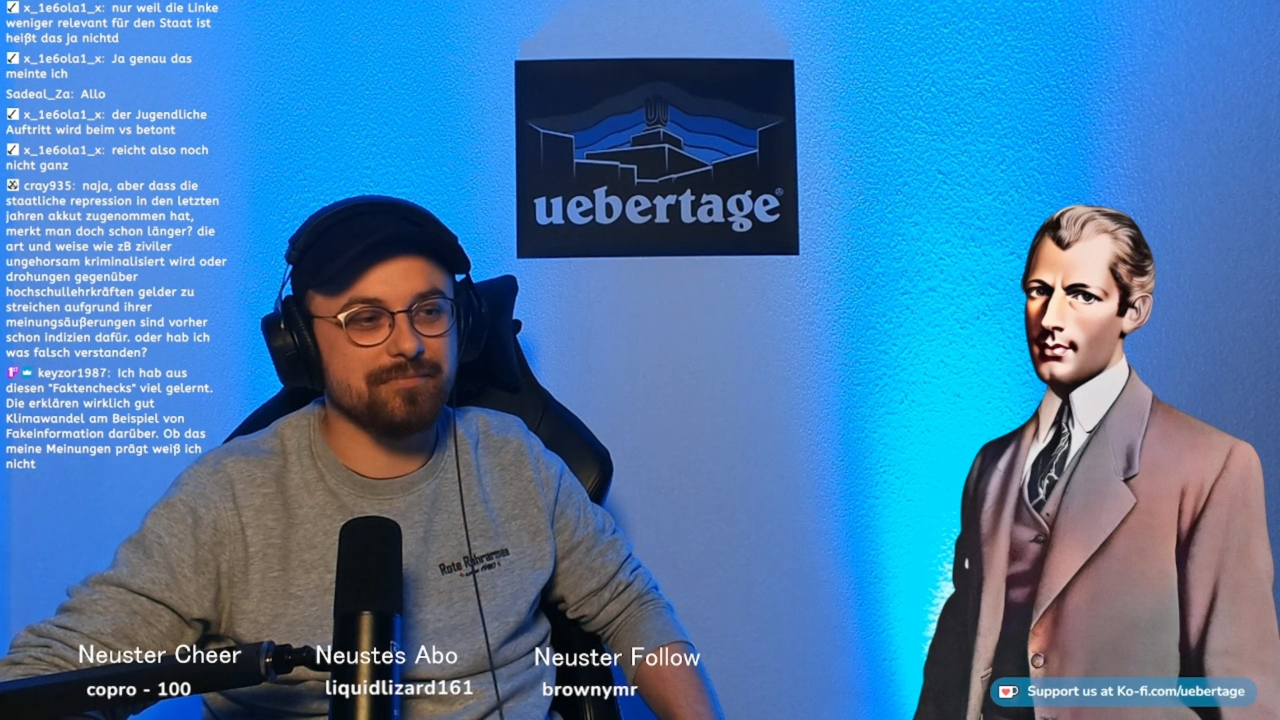 x_1e6ola1_x: nur weil die Linke
weniger relevant für den Staat ist
heißt das ja nichtd
x_1e6ola1_x: Ja genau das
meinte ich
Sadeal_Za: Allo
x_1e6ola1_x: der Jugendliche
Auftritt wird beim vs betont
x_1e6ola1_x: reicht also noch
nicht ganz
cray935: naja, aber dass die
staatliche repression in den letzten
jahren akkut zugenommen hat,
merkt man doch schon länger? die
art und weise wie zB ziviler
ungehorsam kriminalisiert wird oder
drohungen gegenüber
hochschullehrkräften gelder zu
streichen aufgrund ihrer
meinungsäußerungen sind vorher
schon indizien dafür. oder hab ich
was falsch verstanden?
keyzor1987: Ich hab aus
diesen "Faktenchecks" viel gelernt.
Die erklären wirklich gut
Klimawandel am Beispiel von
Fakeinformation darüber. Ob das
meine Meinungen prägt weiß ich
nicht
uebertage®
Rote Ruhrarmee
Neuster Cheer
copro - 100
Neustes Abo
liquidlizard161
Neuster Follow
brownymr
Support us at Ko-fi.com/uebertage